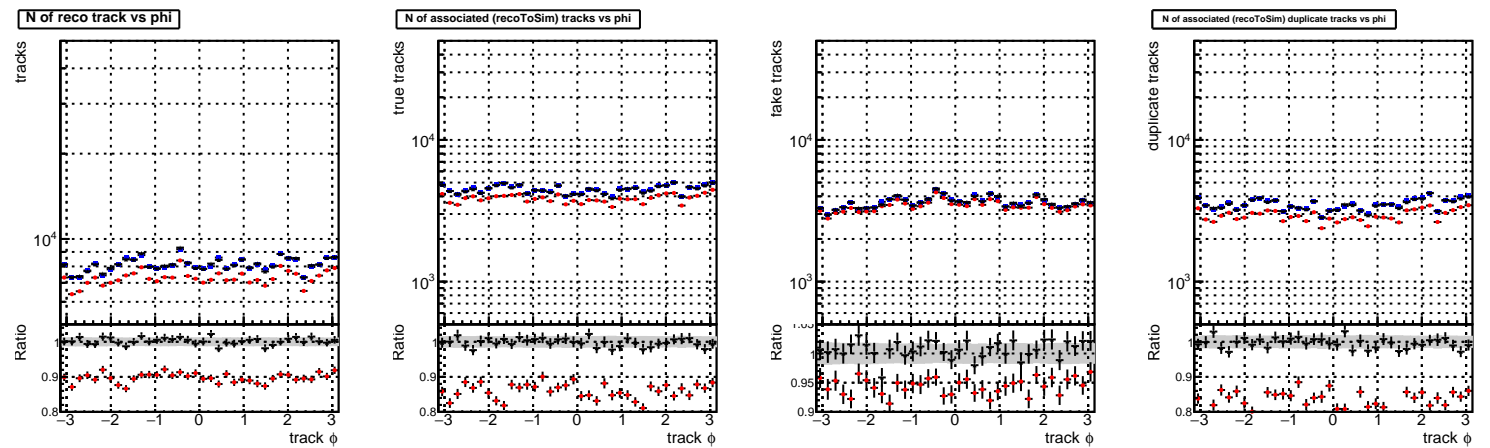 N of reco track vs phi
tracks
10⁴
Ratio
1
0.9
0.8
−3 −2 −1 0 1 2 3
track ϕ
N of associated (recoToSim) tracks vs phi
true tracks
10⁴
10³
Ratio
1
0.9
0.8
−3 −2 −1 0 1 2 3
track ϕ
fake tracks
10⁴
10³
Ratio
1
0.95
0.9
−3 −2 −1 0 1 2 3
track ϕ
N of associated (recoToSim) duplicate tracks vs phi
duplicate tracks
10⁴
10³
Ratio
1
0.9
0.8
−3 −2 −1 0 1 2 3
track ϕ